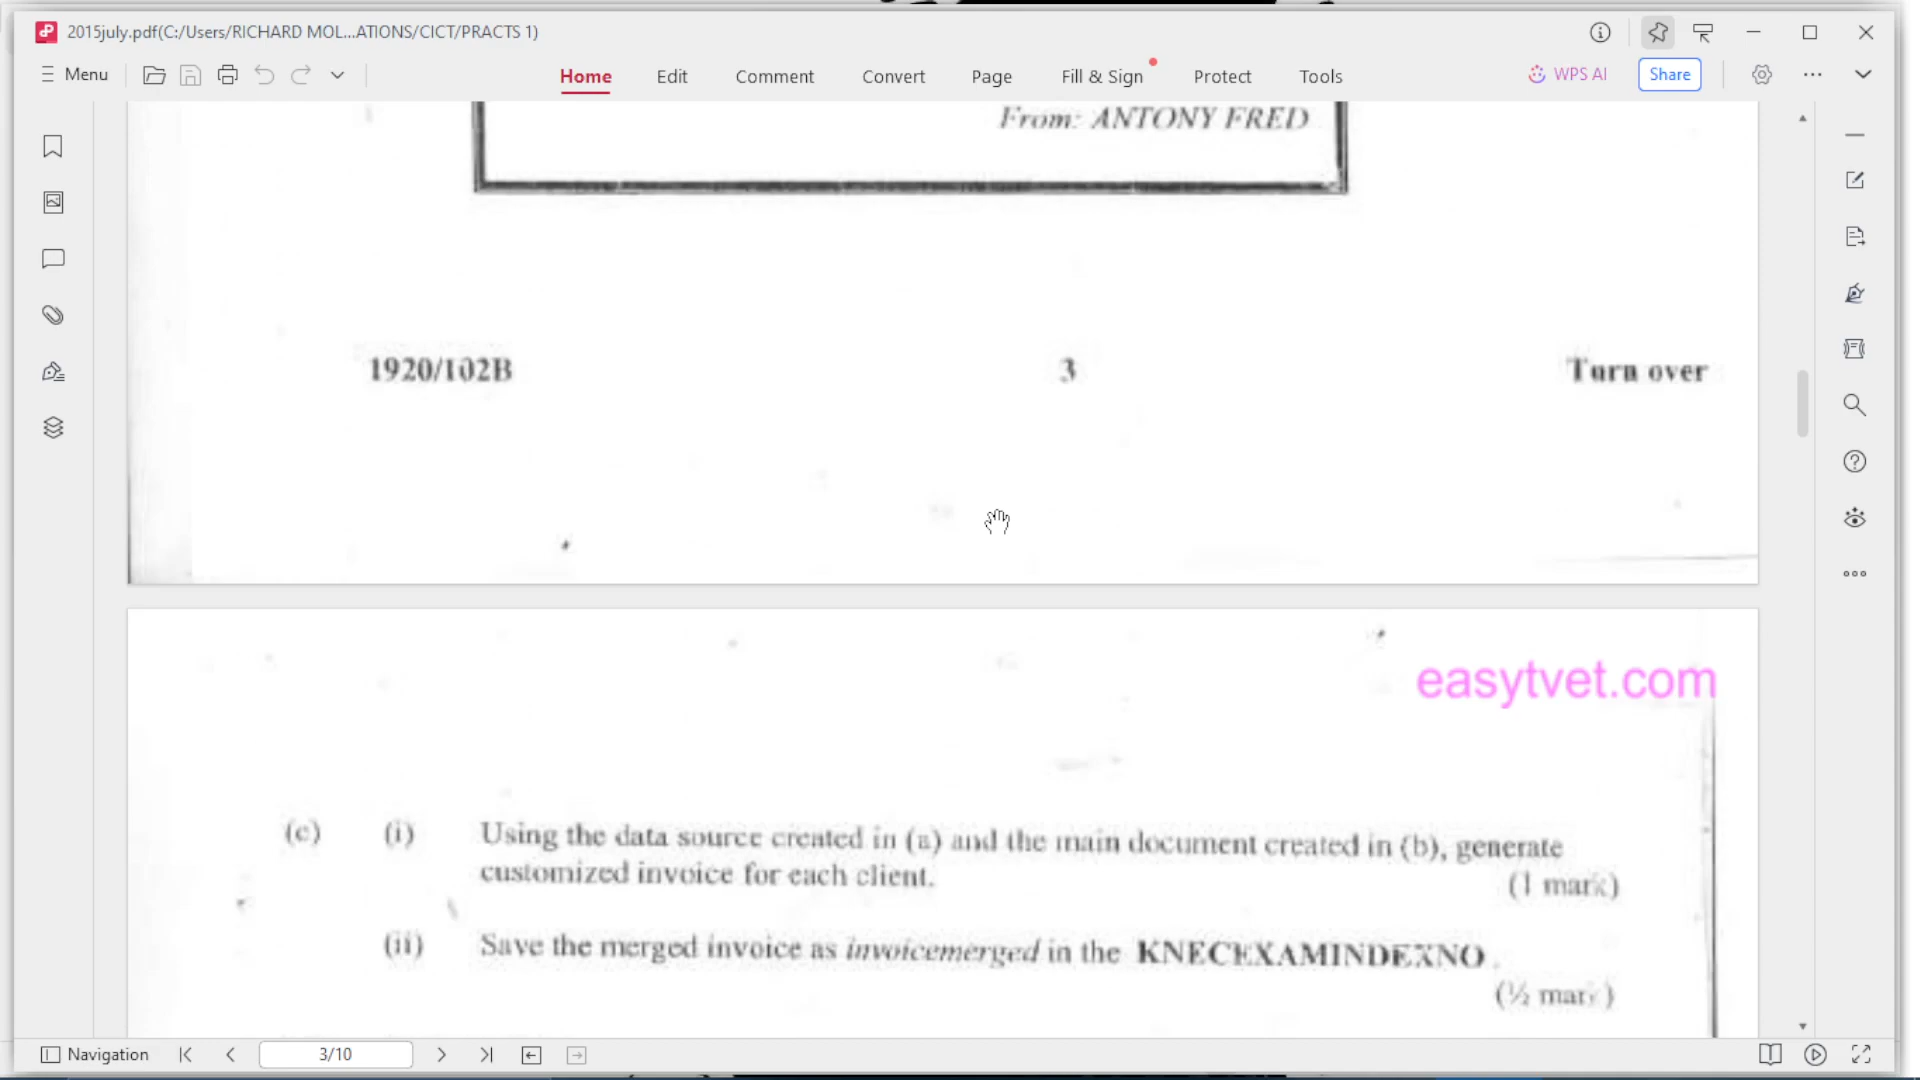 2015july.pdf(C:/Users/RICHARD MOL...ATIONS/CICT/PRACTS 1)
Menu
Home Edit Comment Convert Page Fill & Sign Protect Tools
WPS AI Share
From: ANTONY FRED
1920/102B 3 Turn over
easytvet.com
(c) (i) Using the data source created in (a) and the main document created in (b), generate
customized invoice for each client.
(1 mark)
(ii) Save the merged invoice as invoicemerged in the KNECEXAMINDEXNO.
(½ mark)
Navigation 3/10